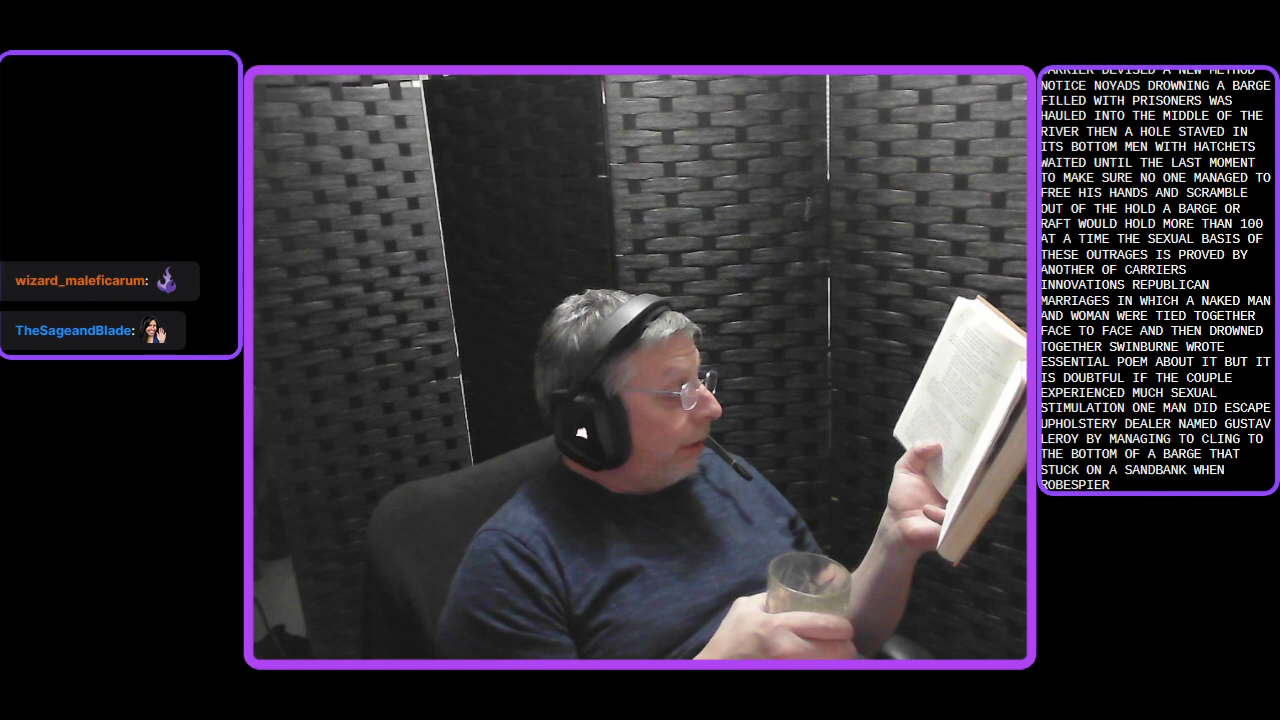 wizard_maleficarum:
TheSageandBlade:
CARRIER DEVISED A NEW METHOD
NOTICE NOYADS DROWNING A BARGE
FILLED WITH PRISONERS WAS
HAULED INTO THE MIDDLE OF THE
RIVER THEN A HOLE STAVED IN
ITS BOTTOM MEN WITH HATCHETS
WAITED UNTIL THE LAST MOMENT
TO MAKE SURE NO ONE MANAGED TO
FREE HIS HANDS AND SCRAMBLE
OUT OF THE HOLD A BARGE OR
RAFT WOULD HOLD MORE THAN 100
AT A TIME THE SEXUAL BASIS OF
THESE OUTRAGES IS PROVED BY
ANOTHER OF CARRIERS
INNOVATIONS REPUBLICAN
MARRIAGES IN WHICH A NAKED MAN
AND WOMAN WERE TIED TOGETHER
FACE TO FACE AND THEN DROWNED
TOGETHER SWINBURNE WROTE
ESSENTIAL POEM ABOUT IT BUT IT
IS DOUBTFUL IF THE COUPLE
EXPERIENCED MUCH SEXUAL
STIMULATION ONE MAN DID ESCAPE
UPHOLSTERY DEALER NAMED GUSTAV
LEROY BY MANAGING TO CLING TO
THE BOTTOM OF A BARGE THAT
STUCK ON A SANDBANK WHEN
ROBESPIER